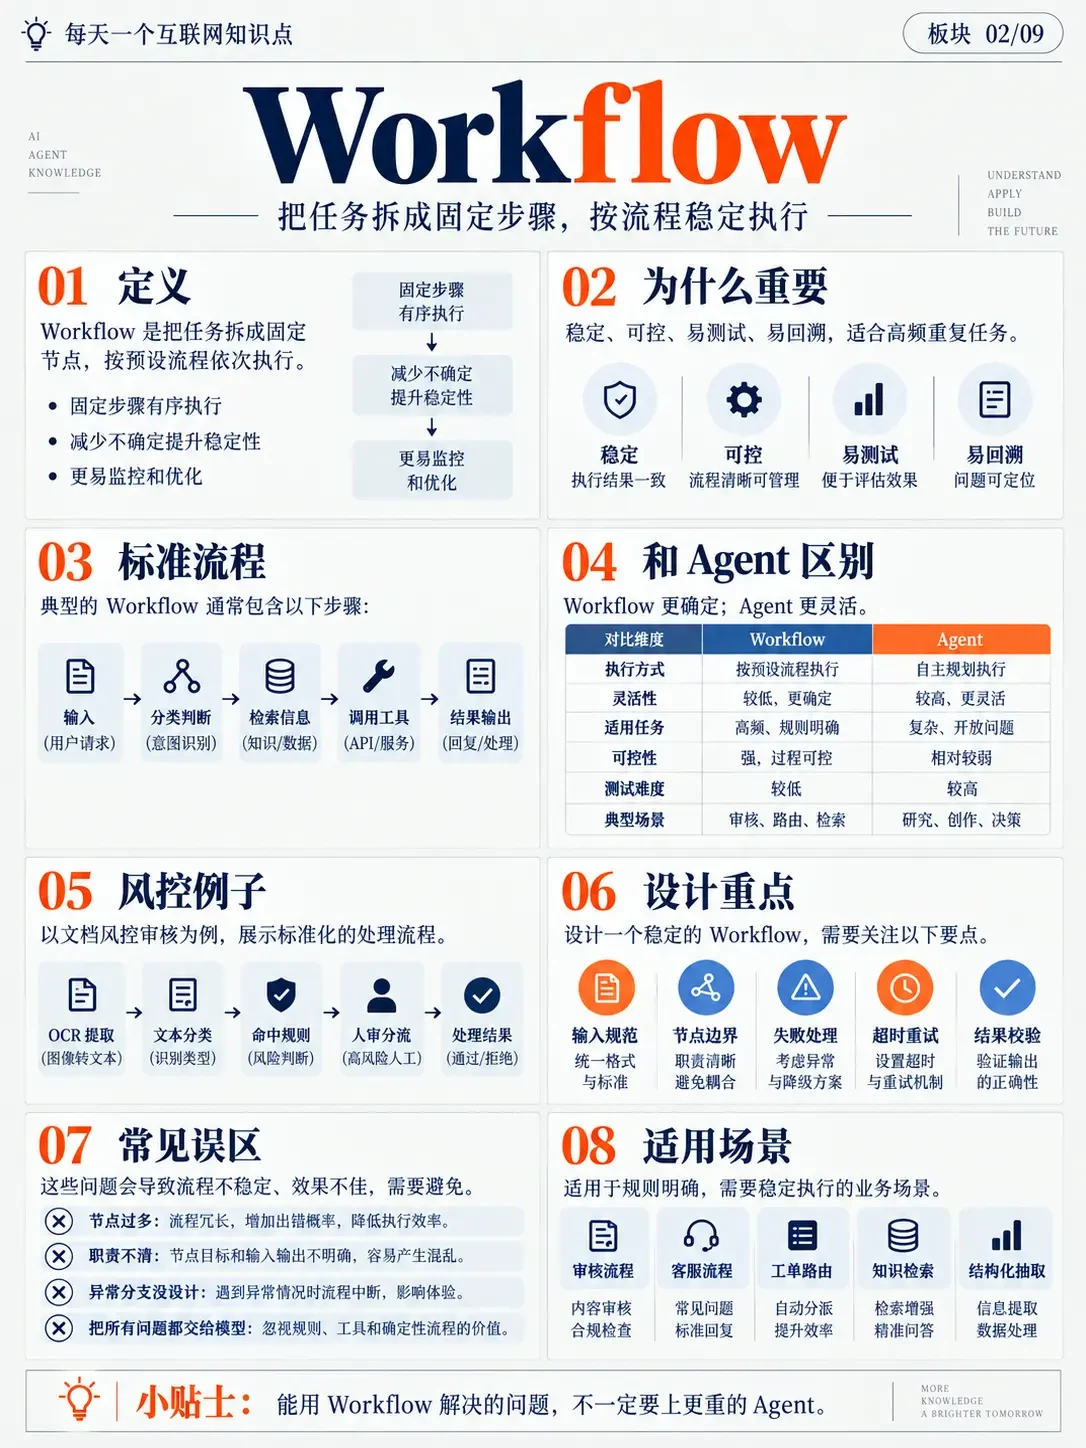 每天一个互联网知识点
板块 02/09
AI
AGENT
KNOWLEDGE
Workflow
UNDERSTAND
APPLY
BUILD
THE FUTURE
把任务拆成固定步骤，按流程稳定执行
01 定义
Workflow 是把任务拆成固定
节点，按预设流程依次执行。
• 固定步骤有序执行
• 减少不确定提升稳定性
• 更易监控和优化
固定步骤
有序执行
减少不确定
提升稳定性
更易监控
和优化
02 为什么重要
稳定、可控、易测试、易回溯，适合高频重复任务。
稳定
执行结果一致
可控
流程清晰可管理
易测试
便于评估效果
易回溯
问题可定位
03 标准流程
典型的 Workflow 通常包含以下步骤：
输入
(用户请求)
分类判断
(意图识别)
检索信息
(知识/数据)
调用工具
(API/服务)
结果输出
(回复/处理)
04 和 Agent 区别
Workflow 更确定；Agent 更灵活。
对比维度 Workflow Agent
执行方式 按预设流程执行 自主规划执行
灵活性 较低、更确定 较高、更灵活
适用任务 高频、规则明确 复杂、开放问题
可控性 强，过程可控 相对较弱
测试难度 较低 较高
典型场景 审核、路由、检索 研究、创作、决策
05 风控例子
以文档风控审核为例，展示标准化的处理流程。
OCR 提取
(图像转文本)
文本分类
(识别类型)
命中规则
(风险判断)
人审分流
(高风险人工)
处理结果
(通过/拒绝)
06 设计重点
设计一个稳定的 Workflow，需要关注以下要点。
输入规范
统一格式
与标准
节点边界
职责清晰
避免耦合
失败处理
考虑异常
与降级方案
超时重试
设置超时
与重试机制
结果校验
验证输出
的正确性
07 常见误区
这些问题会导致流程不稳定、效果不佳，需要避免。
节点过多：流程冗长，增加出错概率，降低执行效率。
职责不清：节点目标和输入输出不明确，容易产生混乱。
异常分支没设计：遇到异常情况时流程中断，影响体验。
把所有问题都交给模型：忽视规则、工具和确定性流程的价值。
08 适用场景
适用于规则明确，需要稳定执行的业务场景。
审核流程
内容审核
合规检查
客服流程
常见问题
标准回复
工单路由
自动分派
提升效率
知识检索
检索增强
精准问答
结构化抽取
信息提取
数据处理
小贴士：
能用 Workflow 解决的问题，不一定要上更重的 Agent。
MORE
KNOWLEDGE
A BRIGHTER TOMORROW